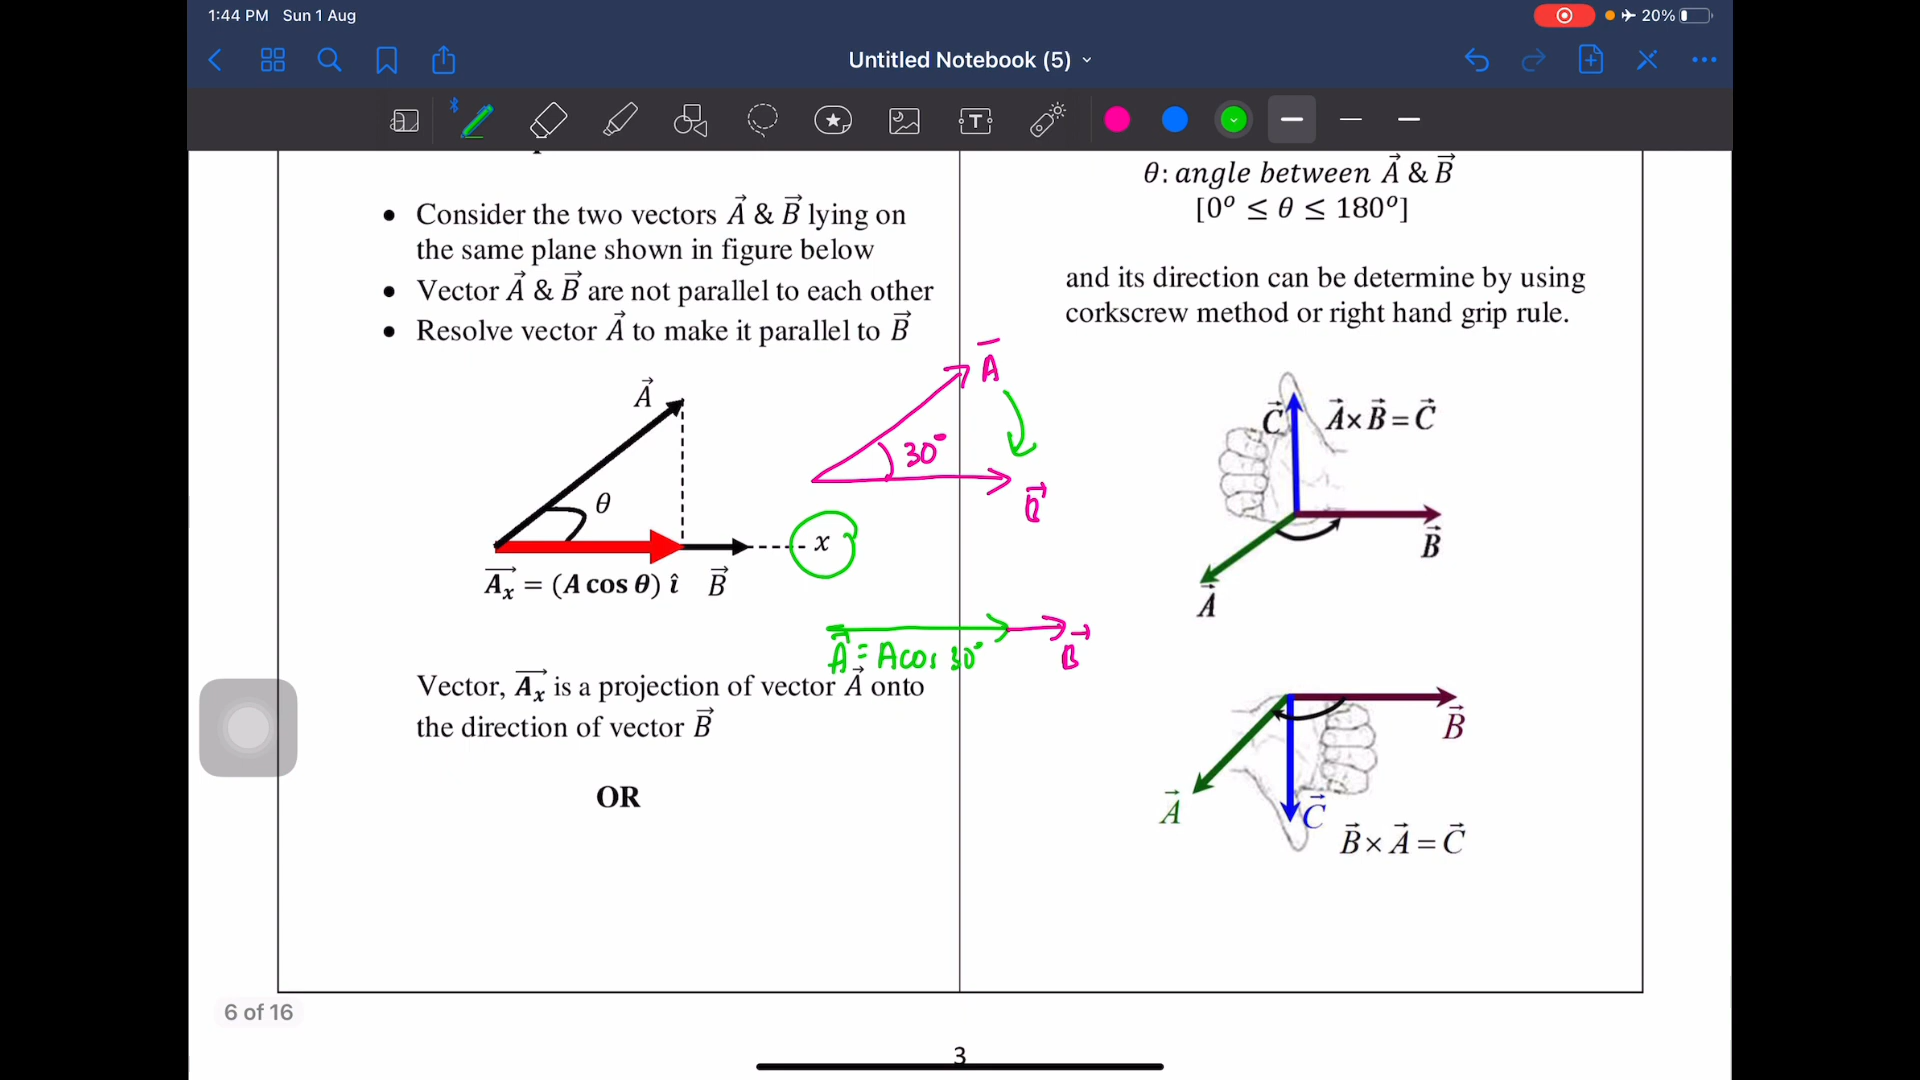 1:44 PM Sun 1 Aug
20%
Untitled Notebook (5)
Consider the two vectors A⃗ & B⃗ lying on
the same plane shown in figure below
Vector A⃗ & B⃗ are not parallel to each other
Resolve vector A⃗ to make it parallel to B⃗
A⃗
θ
x
A⃗ₓ = (A cos θ) î B⃗
A
30°
A⃗ = A cos 30°
B⃗
Vector, A⃗ₓ is a projection of vector A⃗ onto
the direction of vector B⃗
OR
θ: angle between A⃗ & B⃗
[0° ≤ θ ≤ 180°]
and its direction can be determine by using
corkscrew method or right hand grip rule.
C⃗ A⃗ × B⃗ = C⃗
B⃗
A⃗
B⃗
A⃗
C⃗
B⃗ × A⃗ = C⃗
6 of 16
3